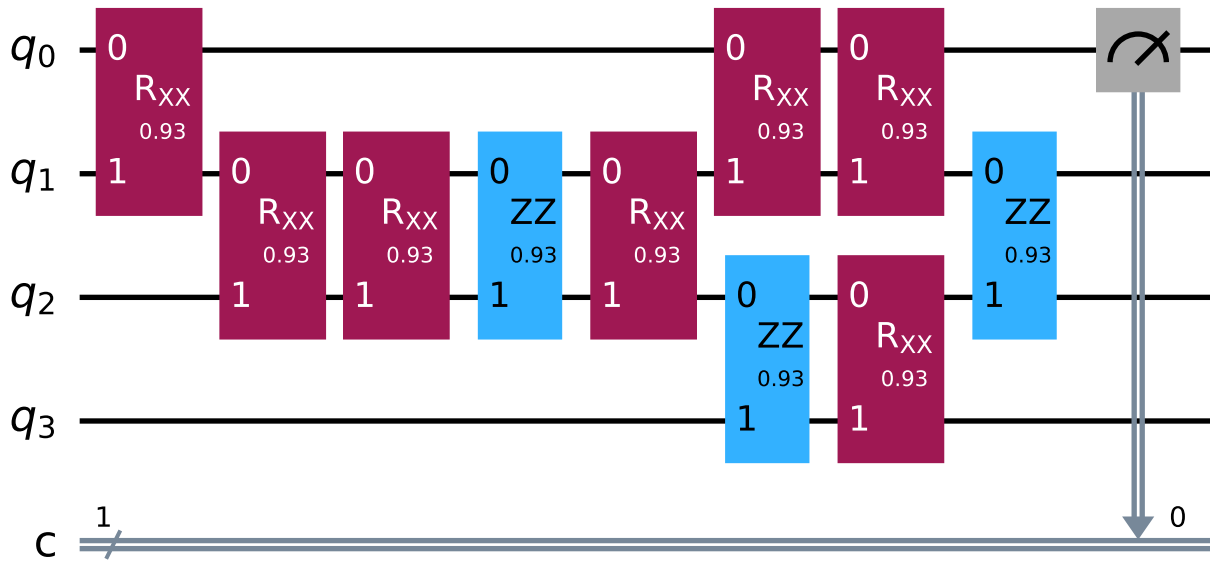 q0 0 0 0
RXX RXX RXX
0.93 0.93 0.93
q1 1 0 0 0 0 1 1 0
RXX RXX ZZ RXX ZZ
0.93 0.93 0.93 0.93 0.93
q2 1 1 1 1 0 0 1
ZZ RXX
0.93 0.93
q3 1 1
1 0
c